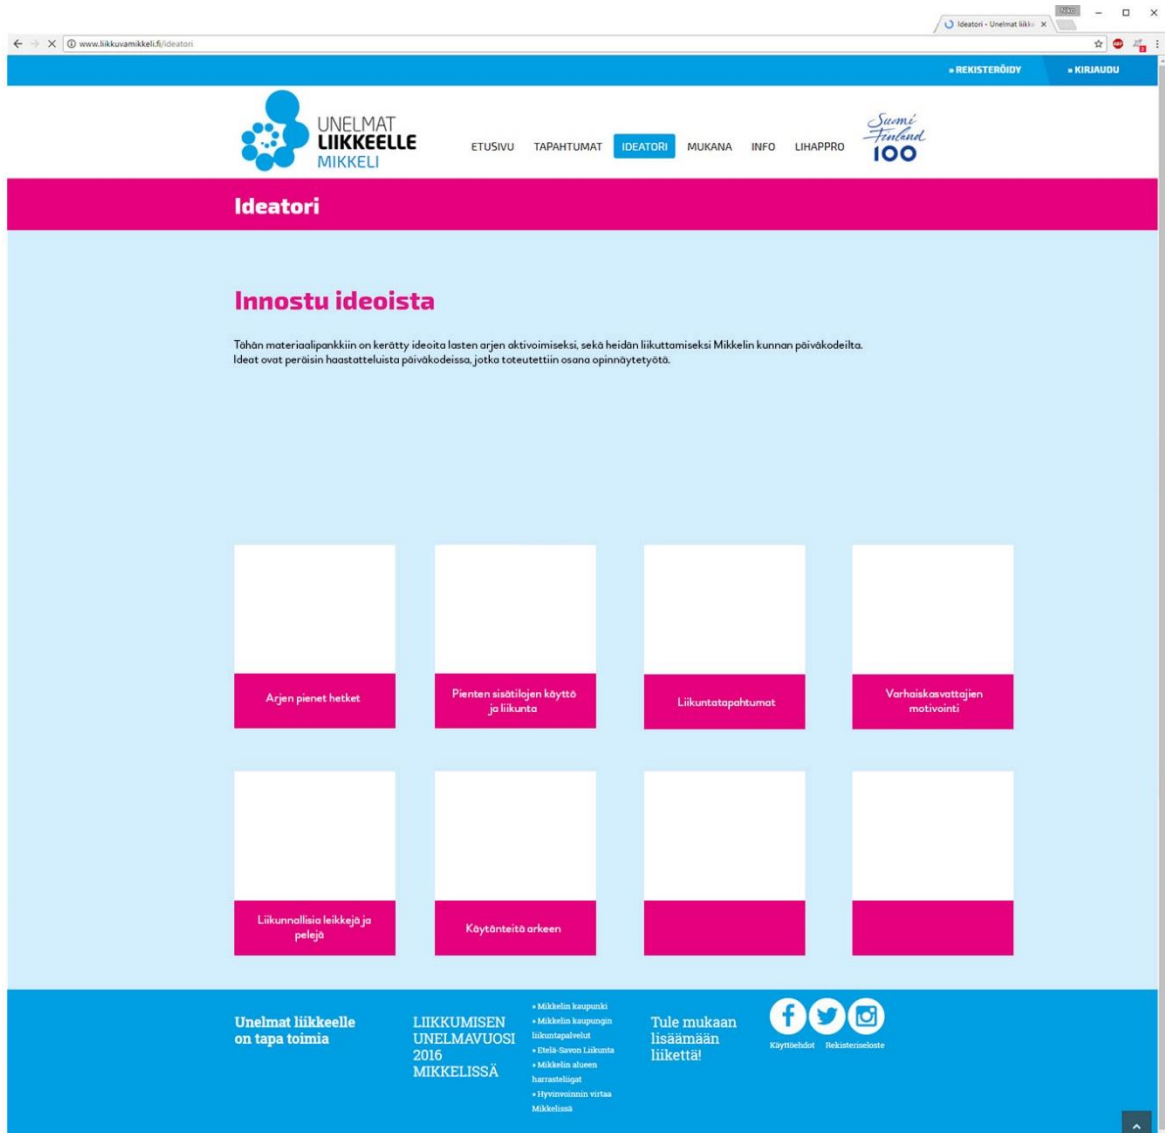 Niko
Ideatori - Unelmat liikke
www.liikkuvamikkeli.fi/ideatori
ABP
2
» REKISTERÖIDY
» KIRJAUDU
UNELMAT
LIIKKEELLE
MIKKELI
ETUSIVU TAPAHTUMAT IDEATORI MUKANA INFO LIHAPPRO
Suomi
Finland
100
Ideatori
Innostu ideoista
Tähän materiaalipankkiin on kerätty ideoita lasten arjen aktivoimiseksi, sekä heidän liikuttamiseksi Mikkelin kunnan päiväkodeilta.
Ideat ovat peräisin haastatteluista päiväkodeissa, jotka toteutettiin osana opinnäytetyötä.
Arjen pienet hetket
Pienten sisätilojen käyttö
ja liikunta
Liikuntatapahtumat
Varhaiskasvattajien
motivointi
Liikunnallisia leikkejä ja
pelejä
Käytänteitä arkeen
Unelmat liikkeelle
on tapa toimia
LIIKKUMISEN
UNELMAVUOSI
2016
MIKKELISSÄ
» Mikkelin kaupunki
» Mikkelin kaupungin
liikuntapalvelut
» Etelä-Savon Liikunta
» Mikkelin alueen
harrasteliigat
» Hyvinvoinnin virtaa
Mikkelissä
Tule mukaan
lisäämään
liikettä!
Käyttöehdot Rekisteriseloste